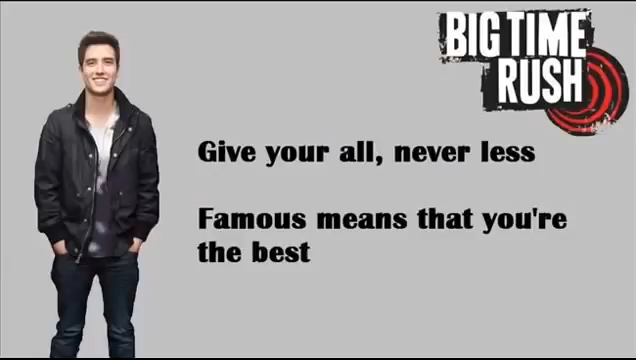 BIG TIME
RUSH
Give your all, never less
Famous means that you're
the best